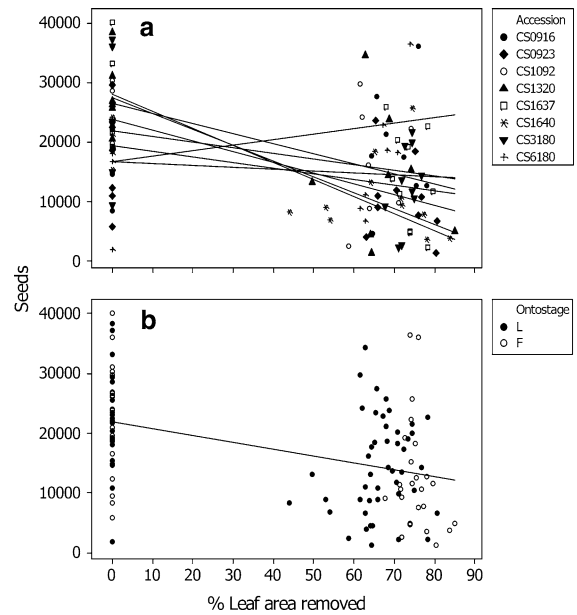 a
40000
30000
20000
10000
0
Accession
CS0916
CS0923
CS1092
CS1320
CS1637
CS1640
CS3180
CS6180
Seeds
b
40000
30000
20000
10000
0
Ontostage
L
F
0 10 20 30 40 50 60 70 80 90
% Leaf area removed